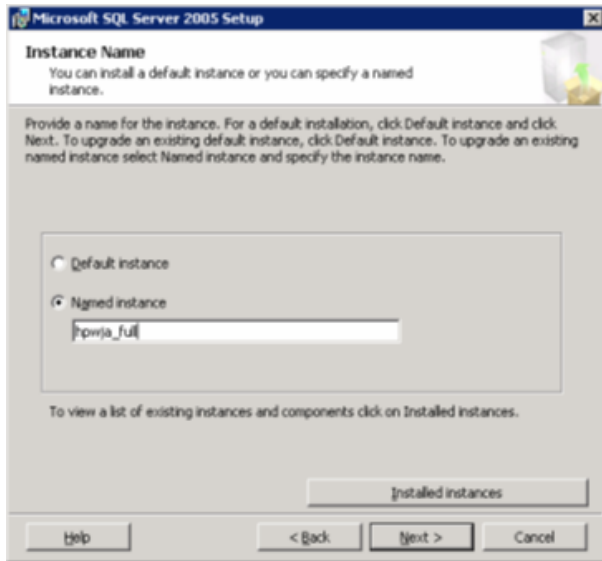 Microsoft SQL Server 2005 Setup
Instance Name
You can install a default instance or you can specify a named
instance.
Provide a name for the instance. For a default installation, click Default instance and click
Next. To upgrade an existing default instance, click Default instance. To upgrade an existing
named instance select Named instance and specify the instance name.
Default instance
Named instance
hpwja_full
To view a list of existing instances and components click on Installed instances.
Installed instances
Help
< Back
Next >
Cancel